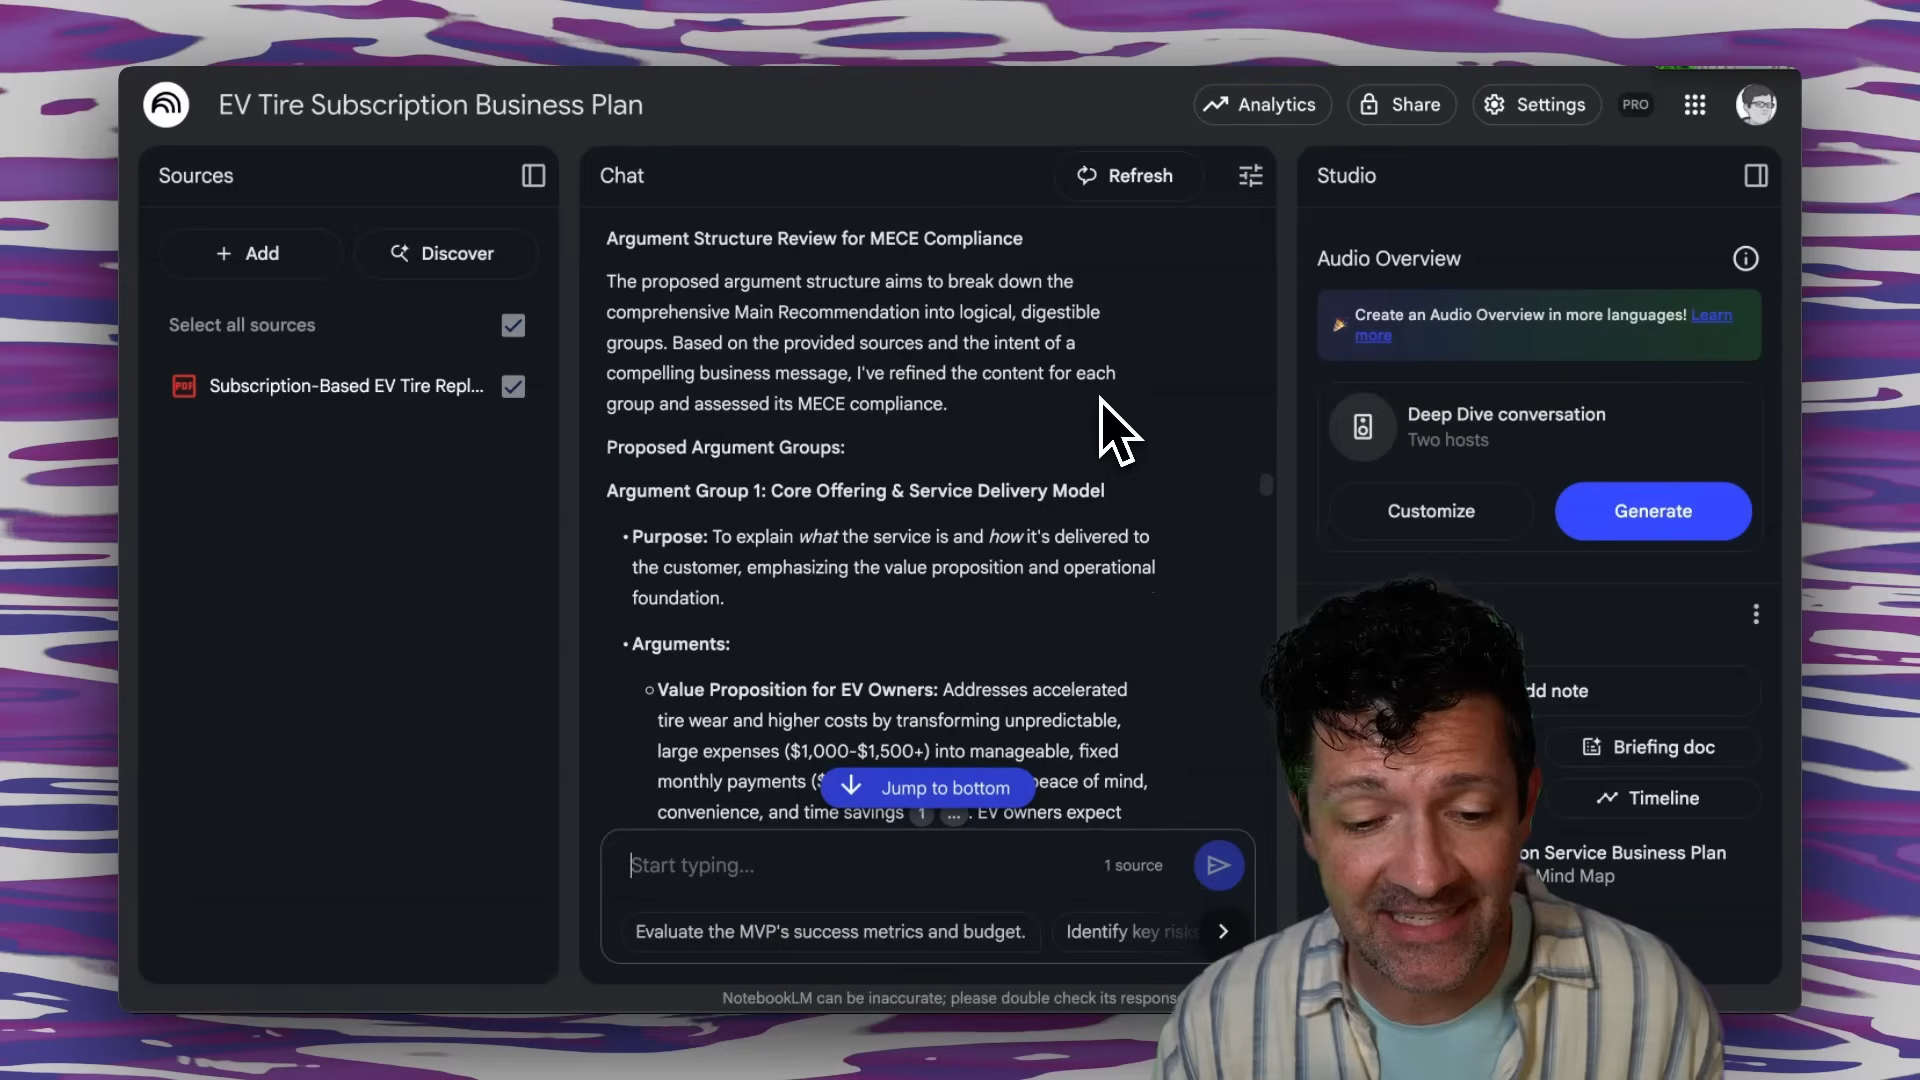 EV Tire Subscription Business Plan
Analytics
Share
Settings
PRO
Sources
Add
Discover
Select all sources
PDF
Subscription-Based EV Tire Repl...
Chat
Refresh
Argument Structure Review for MECE Compliance
The proposed argument structure aims to break down the
comprehensive Main Recommendation into logical, digestible
groups. Based on the provided sources and the intent of a
compelling business message, I've refined the content for each
group and assessed its MECE compliance.
Proposed Argument Groups:
Argument Group 1: Core Offering & Service Delivery Model
• Purpose: To explain what the service is and how it's delivered to
the customer, emphasizing the value proposition and operational
foundation.
• Arguments:
○ Value Proposition for EV Owners: Addresses accelerated
tire wear and higher costs by transforming unpredictable,
large expenses ($1,000-$1,500+) into manageable, fixed
monthly payments ($ peace of mind,
Jump to bottom
convenience, and time savings 1 ... . EV owners expect
Start typing...
1 source
Evaluate the MVP's success metrics and budget.
Identify key risks
NotebookLM can be inaccurate; please double check its
Studio
Audio Overview
Create an Audio Overview in more languages! Learn
more
Deep Dive conversation
Two hosts
Customize
Generate
note
Briefing doc
Timeline
Service Business Plan
Mind Map